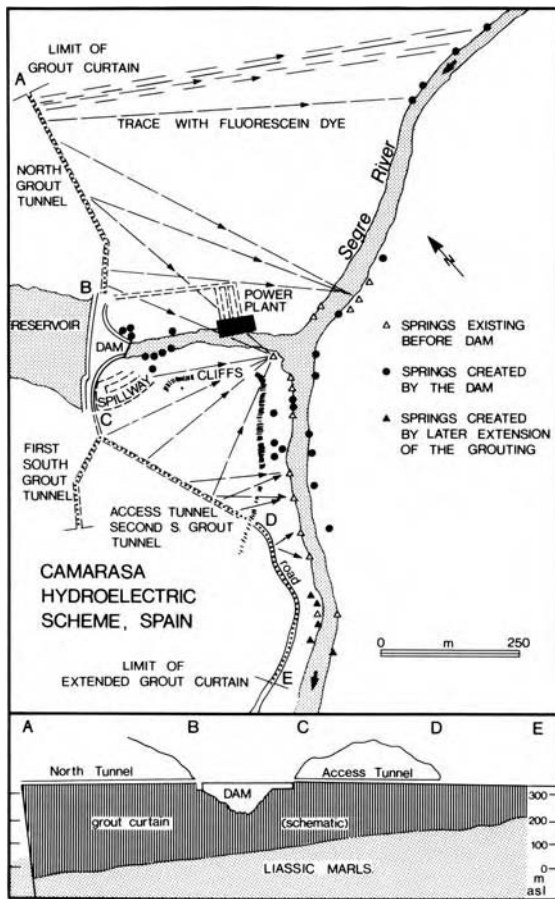 LIMIT OF
GROUT CURTAIN
A
TRACE WITH FLUORESCEIN DYE
NORTH
GROUT
TUNNEL
Segre River
N
B
POWER
PLANT
RESERVOIR
DAM
SPILLWAY
CLIFFS
C
△ SPRINGS EXISTING
BEFORE DAM
● SPRINGS CREATED
BY THE DAM
▲ SPRINGS CREATED
BY LATER EXTENSION
OF THE GROUTING
FIRST
SOUTH
GROUT
TUNNEL
ACCESS TUNNEL
SECOND S. GROUT
TUNNEL
D
road
CAMARASA
HYDROELECTRIC
SCHEME, SPAIN
0 m 250
LIMIT OF
EXTENDED GROUT CURTAIN
E
A B C D E
North Tunnel
Access Tunnel
DAM
grout curtain
(schematic)
LIASSIC MARLS.
300
200
100
0
m
asl